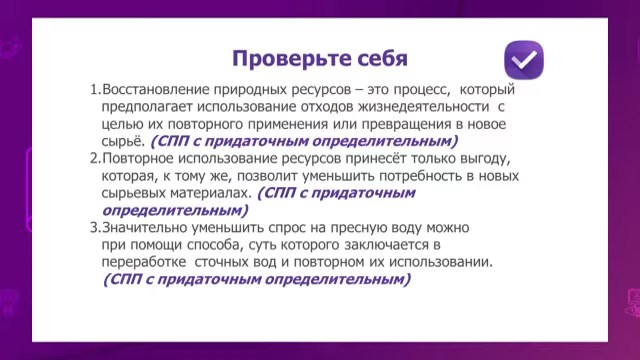 Проверьте себя
1.Восстановление природных ресурсов – это процесс, который
предполагает использование отходов жизнедеятельности с
целью их повторного применения или превращения в новое
сырьё. (СПП с придаточным определительным)
2.Повторное использование ресурсов принесёт только выгоду,
которая, к тому же, позволит уменьшить потребность в новых
сырьевых материалах. (СПП с придаточным
определительным)
3.Значительно уменьшить спрос на пресную воду можно
при помощи способа, суть которого заключается в
переработке сточных вод и повторном их использовании.
(СПП с придаточным определительным)